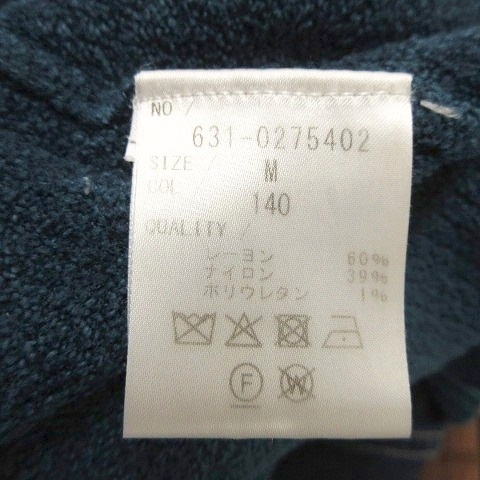 NO /
631-0275402
SIZE / M
COL 140
QUALITY /
レーヨン 60%
ナイロン 39%
ポリウレタン 1%
F W